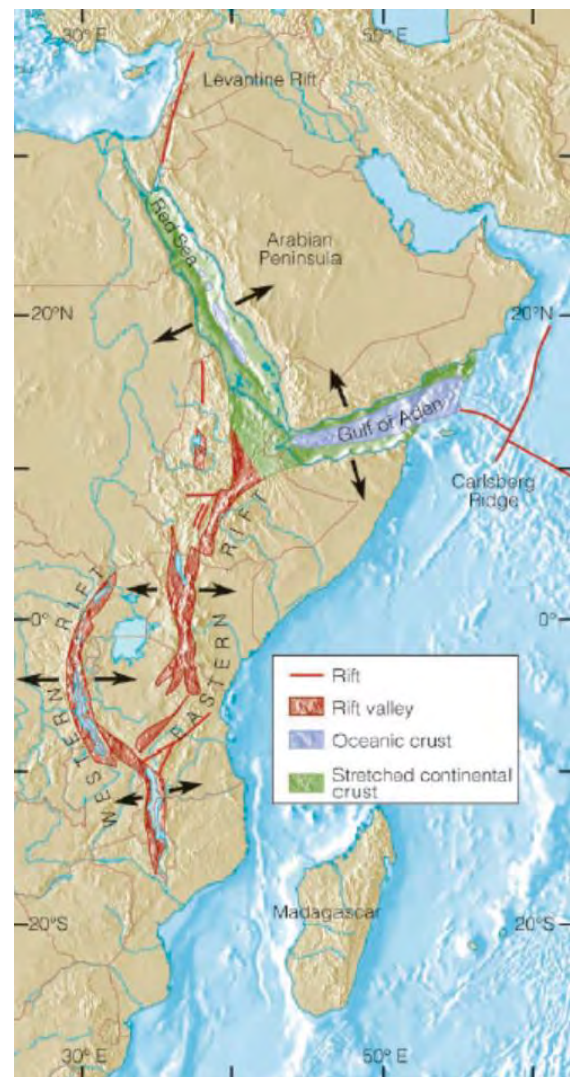 30° E
50° E
Levantine Rift
Red Sea
Arabian
Peninsula
20°N
20°N
Gulf of Aden
Carlsberg
Ridge
EASTERN RIFT
WESTERN RIFT
0°
0°
Rift
Rift valley
Oceanic crust
Stretched continental
crust
Madagascar
20°S
20°S
30° E
50° E